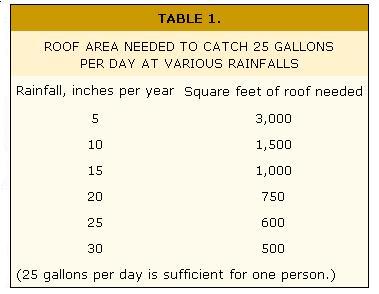 TABLE 1.
ROOF AREA NEEDED TO CATCH 25 GALLONS
PER DAY AT VARIOUS RAINFALLS
Rainfall, inches per year Square feet of roof needed
5 3,000
10 1,500
15 1,000
20 750
25 600
30 500
(25 gallons per day is sufficient for one person.)